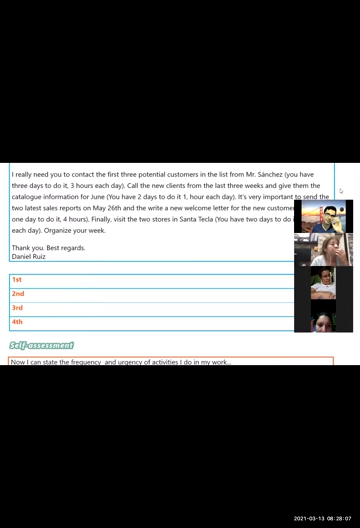 I really need you to contact the first three potential customers in the list from Mr. Sánchez (you have
three days to do it, 3 hours each day). Call the new clients from the last three weeks and give them the
catalogue information for June (You have 2 days to do it 1, hour each day). It's very important to send the
two latest sales reports on May 26th and the write a new welcome letter for the new
one day to do it, 4 hours). Finally, visit the two stores in Santa Tecla (You have two days to do
each day). Organize your week.
Thank you. Best regards.
Daniel Ruiz
1st
2nd
3rd
4th
Self-assessment
Now I can state the frequency and urgency of activities I do in my work...
2021-03-13 08:28:07